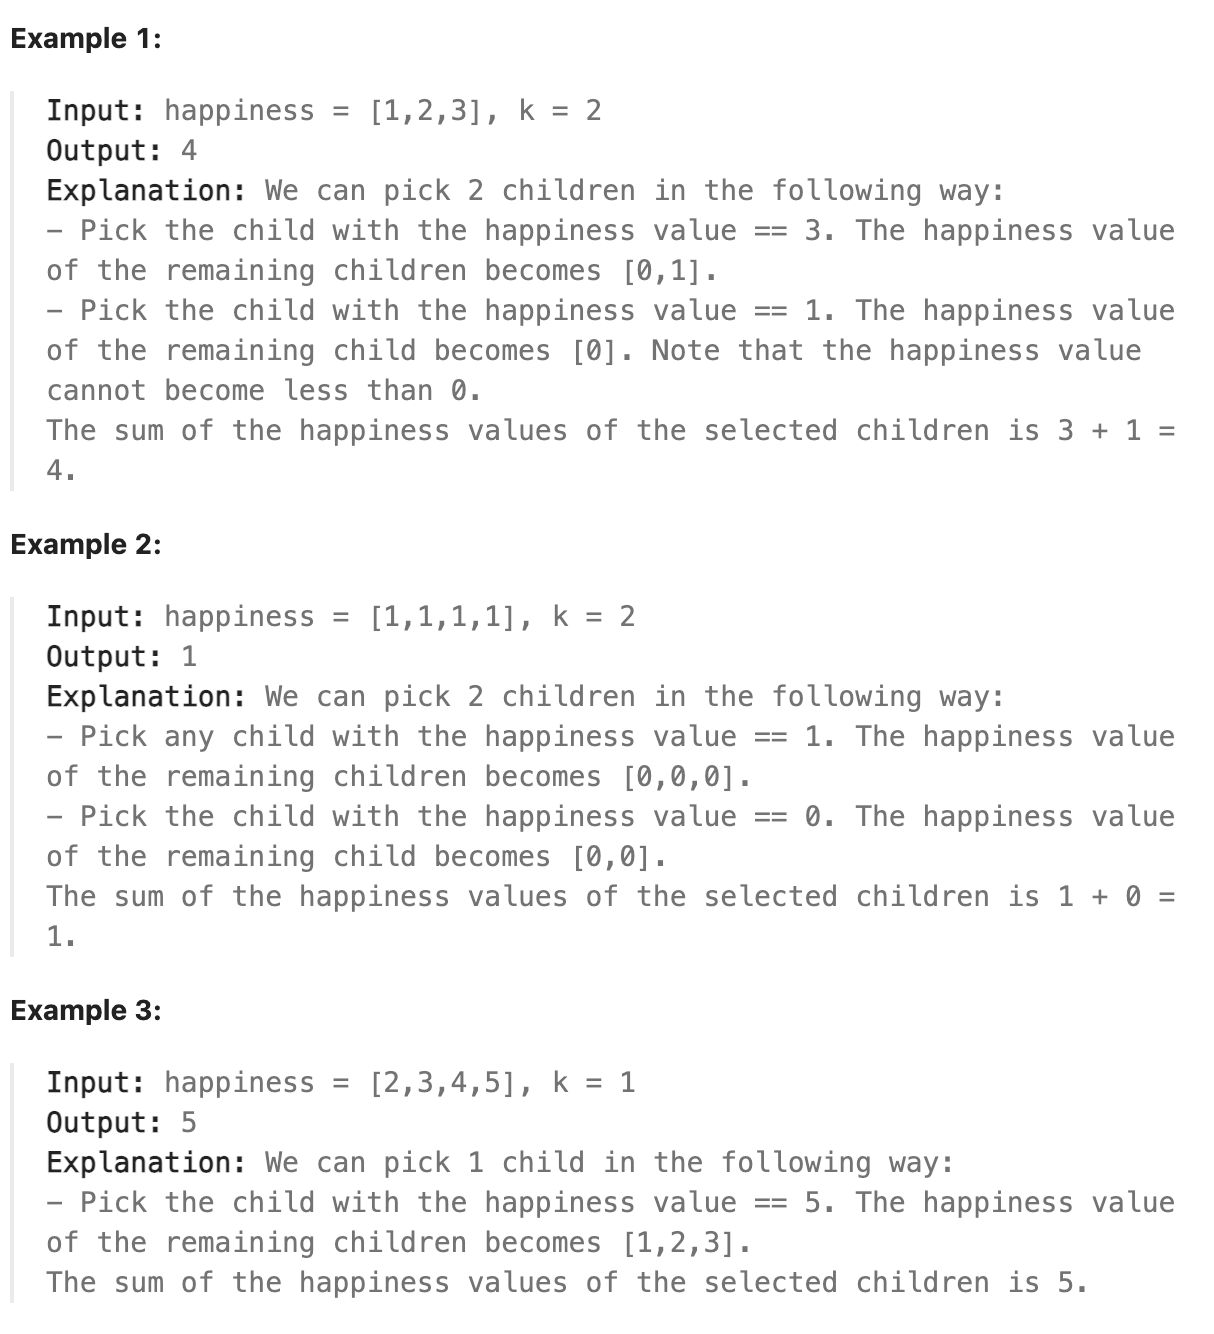 Example 1:
Input: happiness = [1,2,3], k = 2
Output: 4
Explanation: We can pick 2 children in the following way:
- Pick the child with the happiness value == 3. The happiness value
of the remaining children becomes [0,1].
- Pick the child with the happiness value == 1. The happiness value
of the remaining child becomes [0]. Note that the happiness value
cannot become less than 0.
The sum of the happiness values of the selected children is 3 + 1 =
4.
Example 2:
Input: happiness = [1,1,1,1], k = 2
Output: 1
Explanation: We can pick 2 children in the following way:
- Pick any child with the happiness value == 1. The happiness value
of the remaining children becomes [0,0,0].
- Pick the child with the happiness value == 0. The happiness value
of the remaining child becomes [0,0].
The sum of the happiness values of the selected children is 1 + 0 =
1.
Example 3:
Input: happiness = [2,3,4,5], k = 1
Output: 5
Explanation: We can pick 1 child in the following way:
- Pick the child with the happiness value == 5. The happiness value
of the remaining children becomes [1,2,3].
The sum of the happiness values of the selected children is 5.